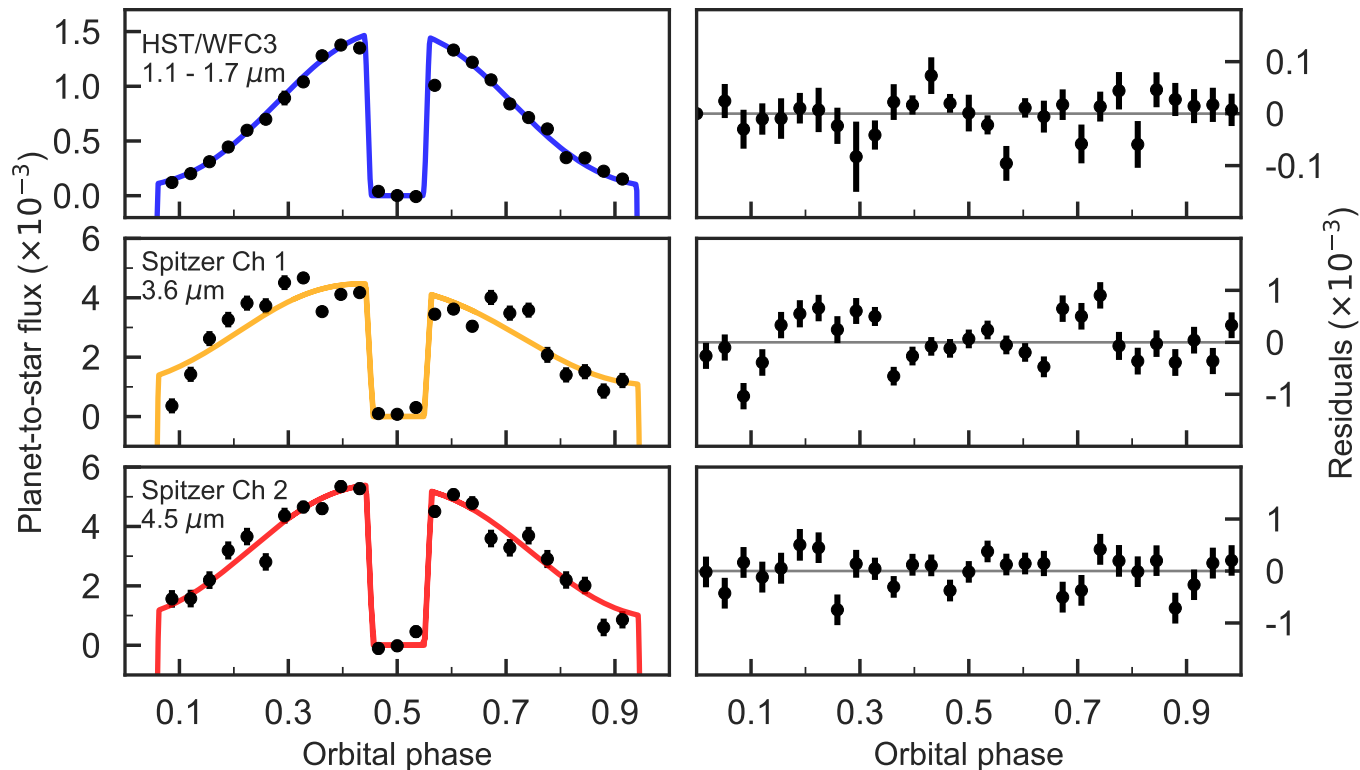 Planet-to-star flux (×10⁻³)
1.5
1.0
0.5
0.0
HST/WFC3
1.1 - 1.7 μm
0.1
0
-0.1
6
4
2
0
Spitzer Ch 1
3.6 μm
1
0
-1
Residuals (×10⁻³)
6
4
2
0
Spitzer Ch 2
4.5 μm
1
0
-1
0.1 0.3 0.5 0.7 0.9
Orbital phase
0.1 0.3 0.5 0.7 0.9
Orbital phase